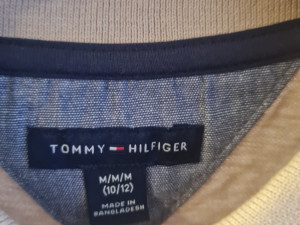 TOMMY HILFIGER
M/M/M
(10/12)
MADE IN
BANGLADESH